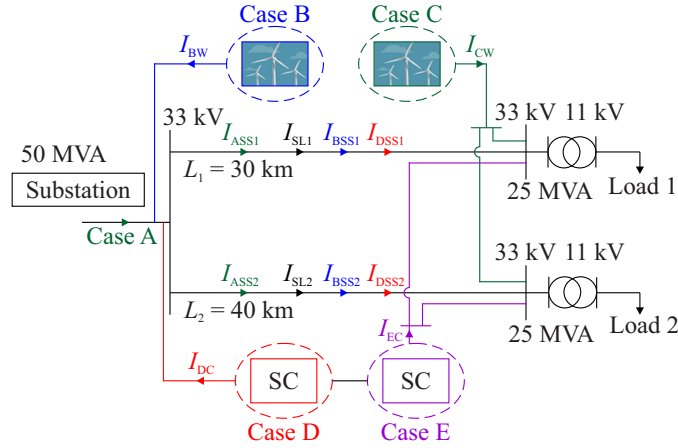 Case B
Case C
I_BW
I_CW
33 kV
33 kV 11 kV
50 MVA
I_ASS1 I_SL1 I_BSS1 I_DSS1
Substation
L_1 = 30 km
25 MVA
Load 1
Case A
33 kV 11 kV
I_ASS2 I_SL2 I_BSS2 I_DSS2
L_2 = 40 km
25 MVA
Load 2
I_EC
I_DC
SC
SC
Case D
Case E